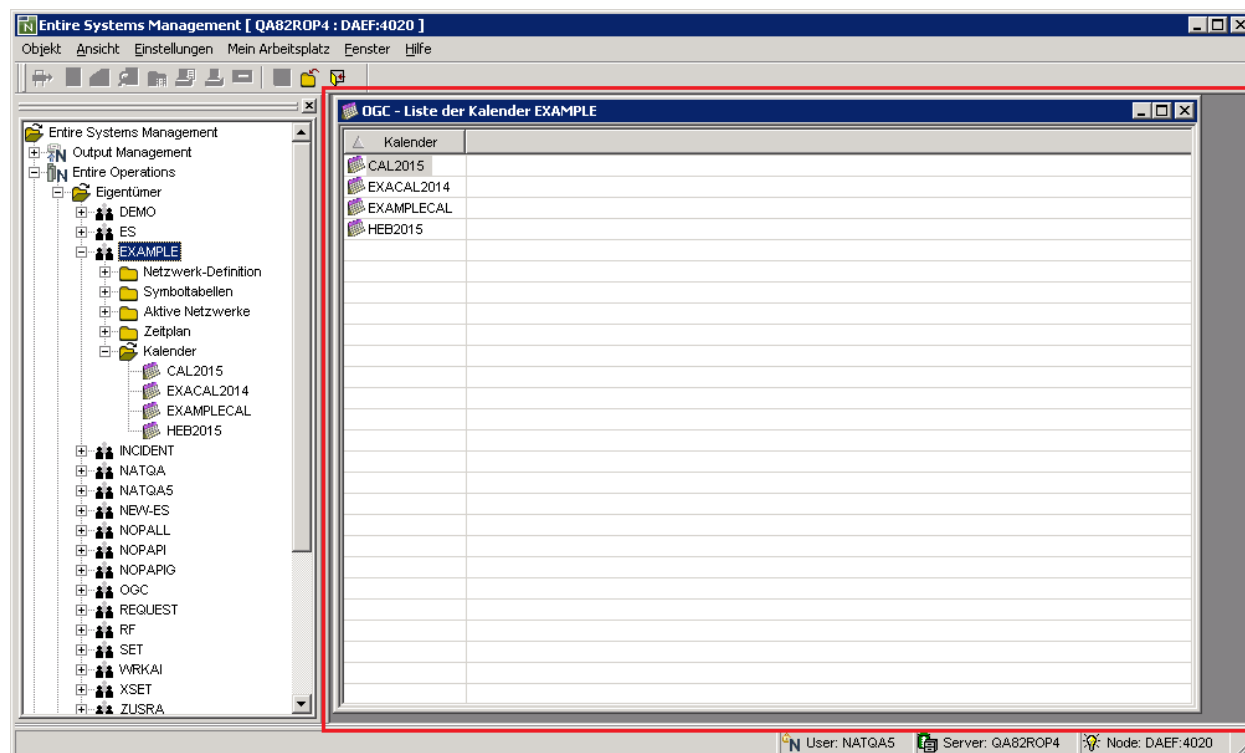 Entire Systems Management [ QA82ROP4 : DAEF:4020 ]
Objekt Ansicht Einstellungen Mein Arbeitsplatz Fenster Hilfe
Entire Systems Management
Output Management
Entire Operations
Eigentümer
DEMO
ES
EXAMPLE
Netzwerk-Definition
Symboltabellen
Aktive Netzwerke
Zeitplan
Kalender
CAL2015
EXACAL2014
EXAMPLECAL
HEB2015
INCIDENT
NATQA
NATQA5
NEW-ES
NOPALL
NOPAPI
NOPAPIG
OGC
REQUEST
RF
SET
WRKAI
XSET
ZUSRA
OGC - Liste der Kalender EXAMPLE
Kalender
CAL2015
EXACAL2014
EXAMPLECAL
HEB2015
User: NATQA5 Server: QA82ROP4 Node: DAEF:4020